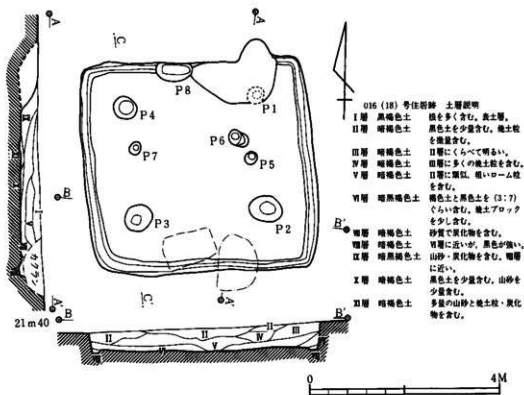 A
A
C
P8
P1
P4
P6
P7
P5
P3
P2
B
B'
カクラン
A'
C'
A'
21m40
B
B'
II
II
III
IV
V
VI
016 (18) 号住居跡 土層説明
I層 黒褐色土 根を多く含む。表土層。
II層 暗褐色土 黒色土を少量含む。焼土粒
を微量含む。
III層 暗褐色土 II層にくらべて明るい。
IV層 暗褐色土 III層に多くの焼土粒を含む。
V層 暗褐色土 II層に類似。粗いローム粒
を含む。
VI層 暗黒褐色土 褐色土と黒色土を (3:7)
ぐらい含む。焼土ブロック
を少し含む。
VII層 暗褐色土 砂質で炭化物を含む。
VIII層 暗褐色土 VI層に近いが、黒色が強い。
IX層 暗黒褐色土 山砂・炭化物を含む。VIII層
に近い。
X層 暗褐色土 黒色土を少量含む。山砂を
少量含む。
XI層 暗褐色土 多量の山砂と焼土粒・炭化
物を含む。
0 4M